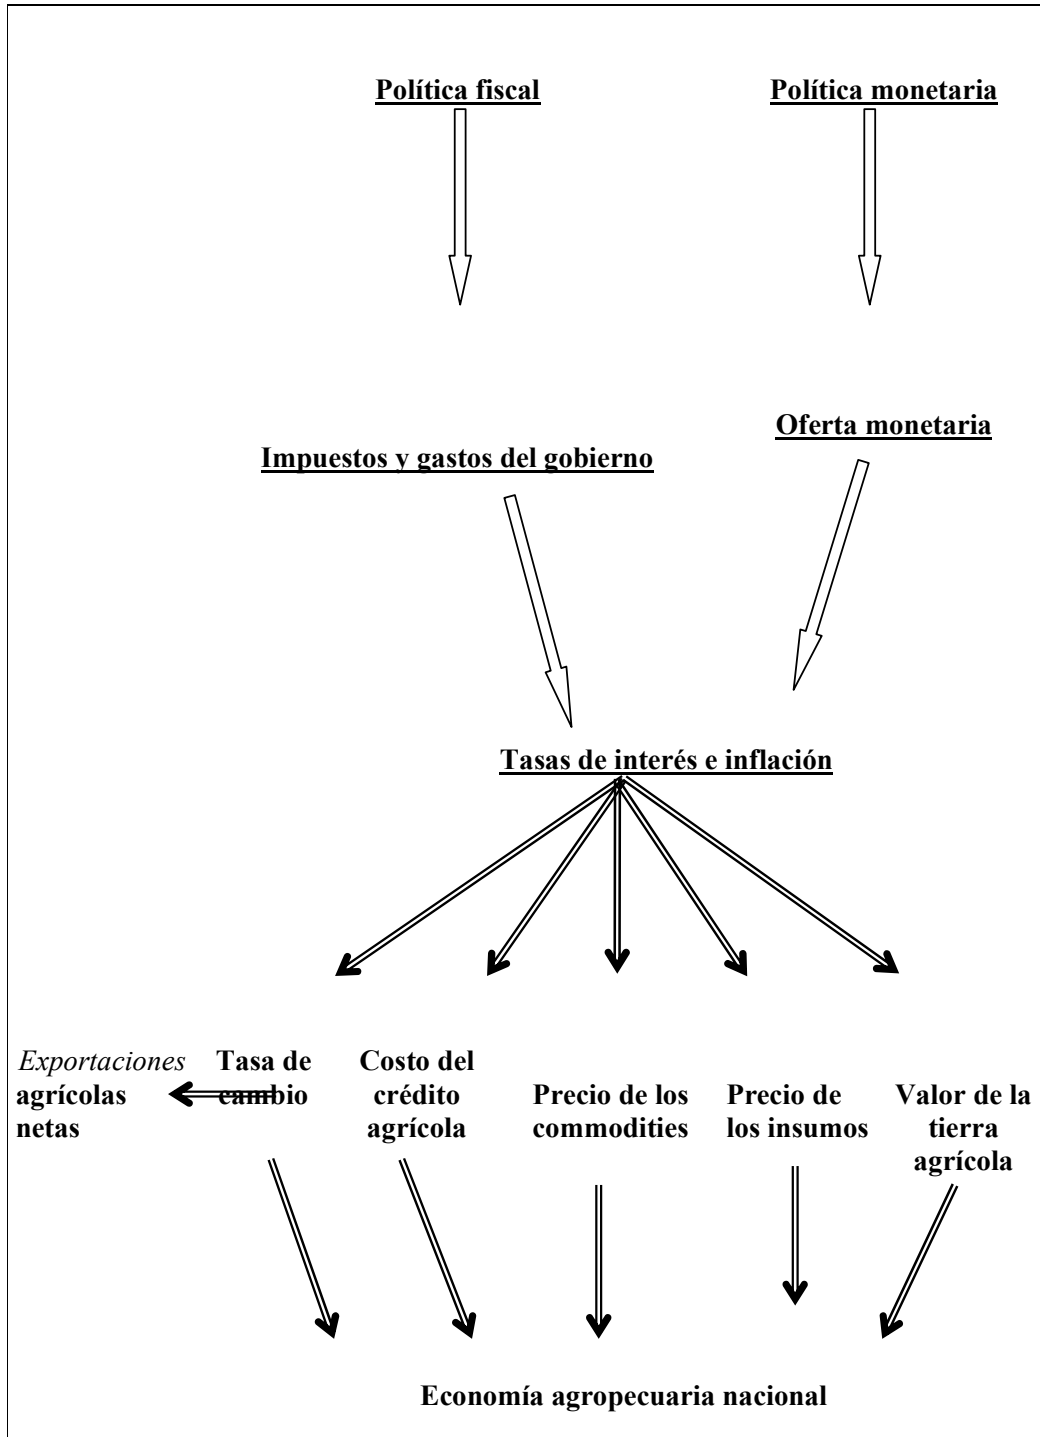 Política fiscal
Política monetaria
Oferta monetaria
Impuestos y gastos del gobierno
Tasas de interés e inflación
Exportaciones
agrícolas
netas
Tasa de
cambio
Costo del
crédito
agrícola
Precio de los
commodities
Precio de
los insumos
Valor de la
tierra
agrícola
Economía agropecuaria nacional